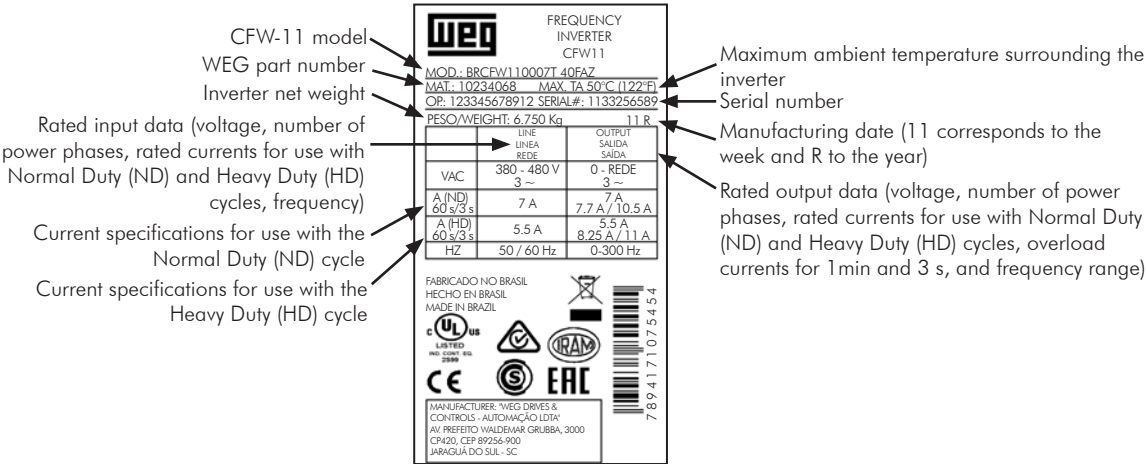 CFW-11 model
WEG part number
Inverter net weight
Rated input data (voltage, number of
power phases, rated currents for use with
Normal Duty (ND) and Heavy Duty (HD)
cycles, frequency)
Current specifications for use with the
Normal Duty (ND) cycle
Current specifications for use with the
Heavy Duty (HD) cycle
weg
FREQUENCY
INVERTER
CFW11
MOD.: BRCFW110007T 40FAZ
MAT.: 10234068 MAX. TA 50°C (122°F)
OP.: 123345678912 SERIAL#: 1133256589
PESO/WEIGHT: 6.750 Kg 11 R
LINE
LINEA
REDE
OUTPUT
SALIDA
SAÍDA
VAC
380 - 480 V
3 ~
0 - REDE
3 ~
A (ND)
60 s/3 s
7 A
7 A
7.7 A / 10.5 A
A (HD)
60 s/3 s
5.5 A
5.5 A
8.25 A / 11 A
HZ 50 / 60 Hz 0-300 Hz
FABRICADO NO BRASIL
HECHO EN BRASIL
MADE IN BRAZIL
C UL US
LISTED
IND. CONT. EQ.
2S99
IRAM
CE
S
EAC
7894171075454
MANUFACTURER: "WEG DRIVES &
CONTROLS - AUTOMAÇÃO LDTA"
AV. PREFEITO WALDEMAR GRUBBA, 3000
CP420, CEP 89256-900
JARAGUÁ DO SUL - SC
Maximum ambient temperature surrounding the
inverter
Serial number
Manufacturing date (11 corresponds to the
week and R to the year)
Rated output data (voltage, number of power
phases, rated currents for use with Normal Duty
(ND) and Heavy Duty (HD) cycles, overload
currents for 1min and 3 s, and frequency range)